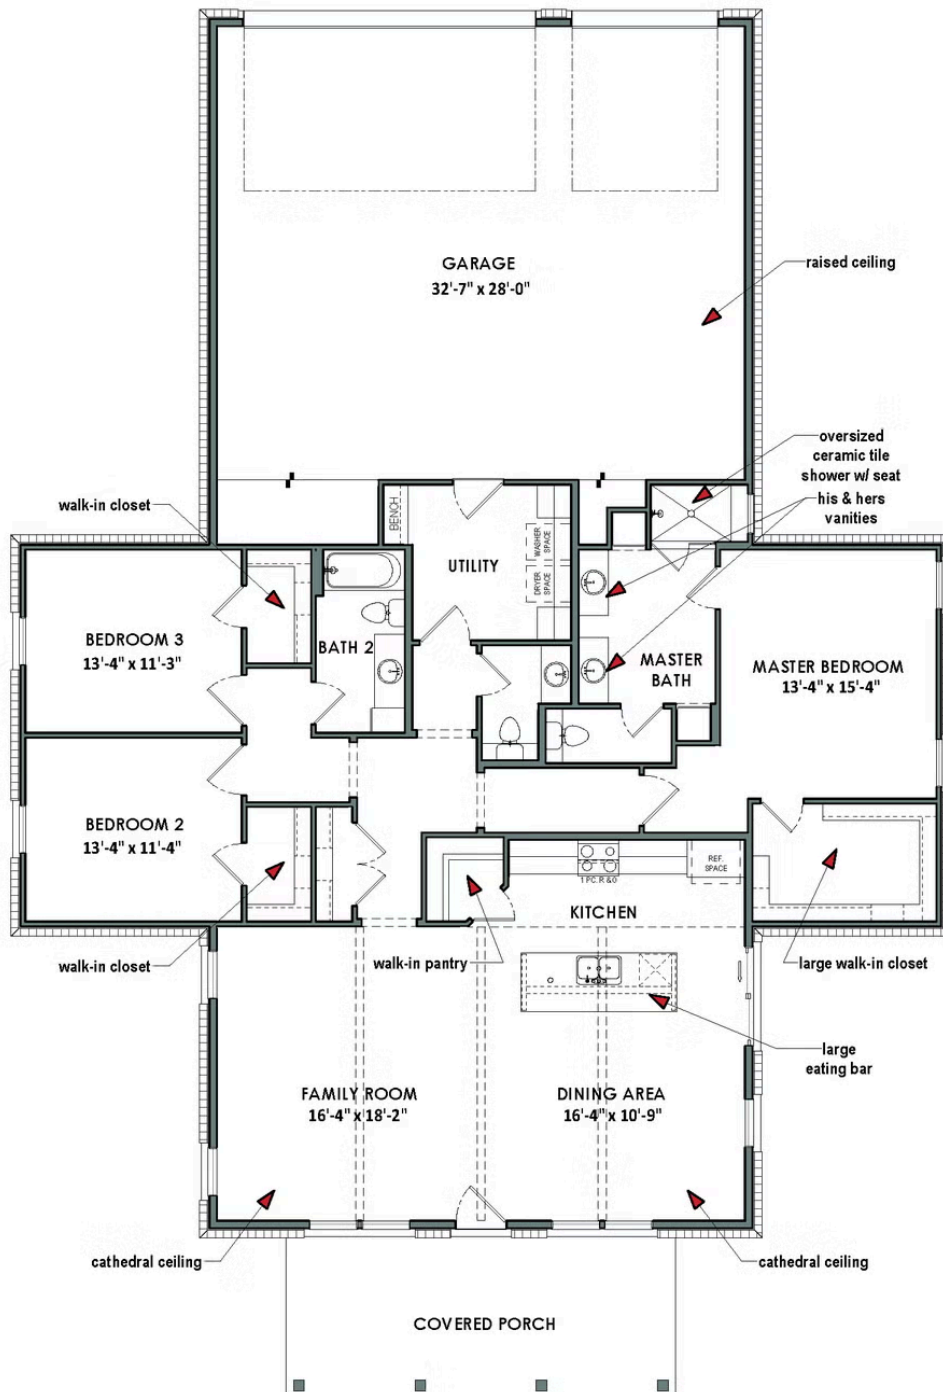 GARAGE
32'-7" x 28'-0"
raised ceiling
oversized
ceramic tile
shower w/ seat
his & hers
vanities
walk-in closet
BENCH
WASHER
SPACE
DRYER
SPACE
UTILITY
BEDROOM 3
13'-4" x 11'-3"
BATH 2
MASTER
BATH
MASTER BEDROOM
13'-4" x 15'-4"
BEDROOM 2
13'-4" x 11'-4"
1 PC. R & O
REF.
SPACE
KITCHEN
walk-in closet
walk-in pantry
large walk-in closet
large
eating bar
FAMILY ROOM
16'-4" x 18'-2"
DINING AREA
16'-4" x 10'-9"
cathedral ceiling
cathedral ceiling
COVERED PORCH